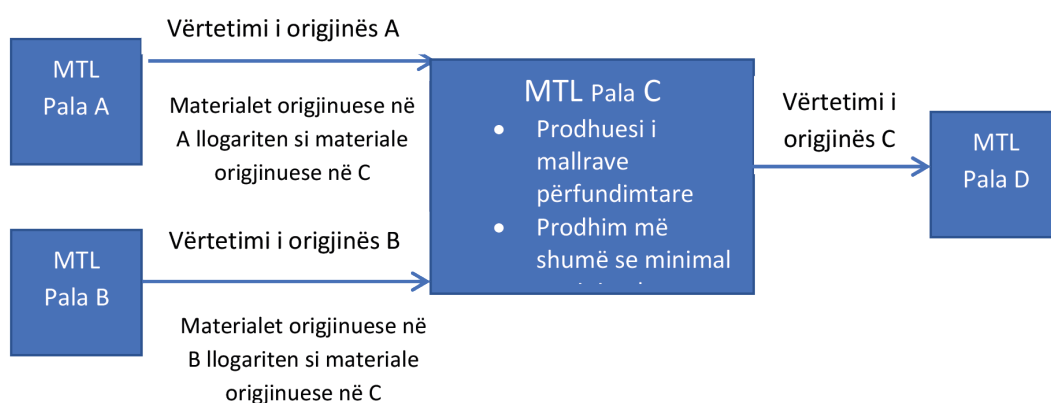 Vërtetimi i origjinës A
MTL
Pala A
Materialet origjinuese në
A llogariten si materiale
origjinuese në C
MTL Pala C
• Prodhuesi i
mallrave
përfundimtare
• Prodhim më
shumë se minimal
Vërtetimi i
origjinës C
MTL
Pala D
Vërtetimi i origjinës B
MTL
Pala B
Materialet origjinuese në
B llogariten si materiale
origjinuese në C